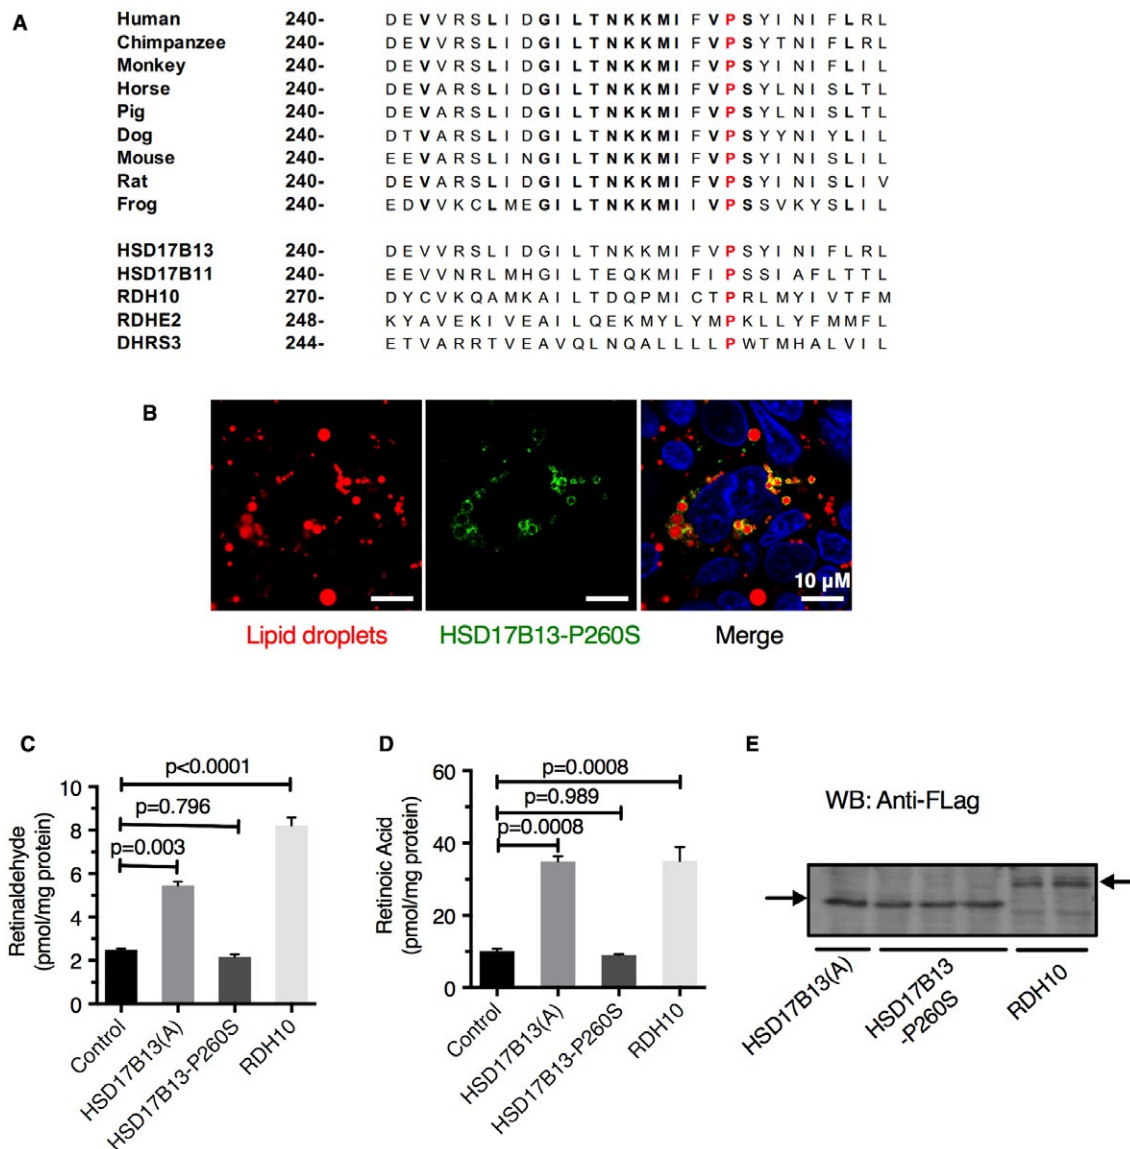 A
Human 240- D E V V R S L I D G I L T N K K M I F V P S Y I N I F L R L
Chimpanzee 240- D E V V R S L I D G I L T N K K M I F V P S Y T N I F L R L
Monkey 240- D E V V R S L I D G I L T N K K M I F V P S Y I N I F L I L
Horse 240- D E V A R S L I D G I L T N K K M I F V P S Y L N I S L T L
Pig 240- D E V A R S L I D G I L T N K K M I F V P S Y L N I S L T L
Dog 240- D T V A R S L I D G I L T N K K M I F V P S Y Y N I Y L I L
Mouse 240- E E V A R S L I N G I L T N K K M I F V P S Y I N I S L I L
Rat 240- D E V A R S L I D G I L T N K K M I F V P S Y I N I S L I V
Frog 240- E D V V K C L M E G I L T N K K M I I V P S S V K Y S L I L
HSD17B13 240- D E V V R S L I D G I L T N K K M I F V P S Y I N I F L R L
HSD17B11 240- E E V V N R L M H G I L T E Q K M I F I P S S I A F L T T L
RDH10 270- D Y C V K Q A M K A I L T D Q P M I C T P R L M Y I V T F M
RDHE2 248- K Y A V E K I V E A I L Q E K M Y L Y M P K L L Y F M M F L
DHRS3 244- E T V A R R T V E A V Q L N Q A L L L L P W T M H A L V I L
B
10 µM
Lipid droplets
HSD17B13-P260S
Merge
C
p<0.0001
p=0.796
p=0.003
Retinaldehyde
(pmol/mg protein)
10
8
6
4
2
0
Control
HSD17B13(A)
HSD17B13-P260S
RDH10
D
p=0.0008
p=0.989
p=0.0008
Retinoic Acid
(pmol/mg protein)
60
40
20
0
Control
HSD17B13(A)
HSD17B13-P260S
RDH10
E
WB: Anti-FLag
HSD17B13(A)
HSD17B13
-P260S
RDH10